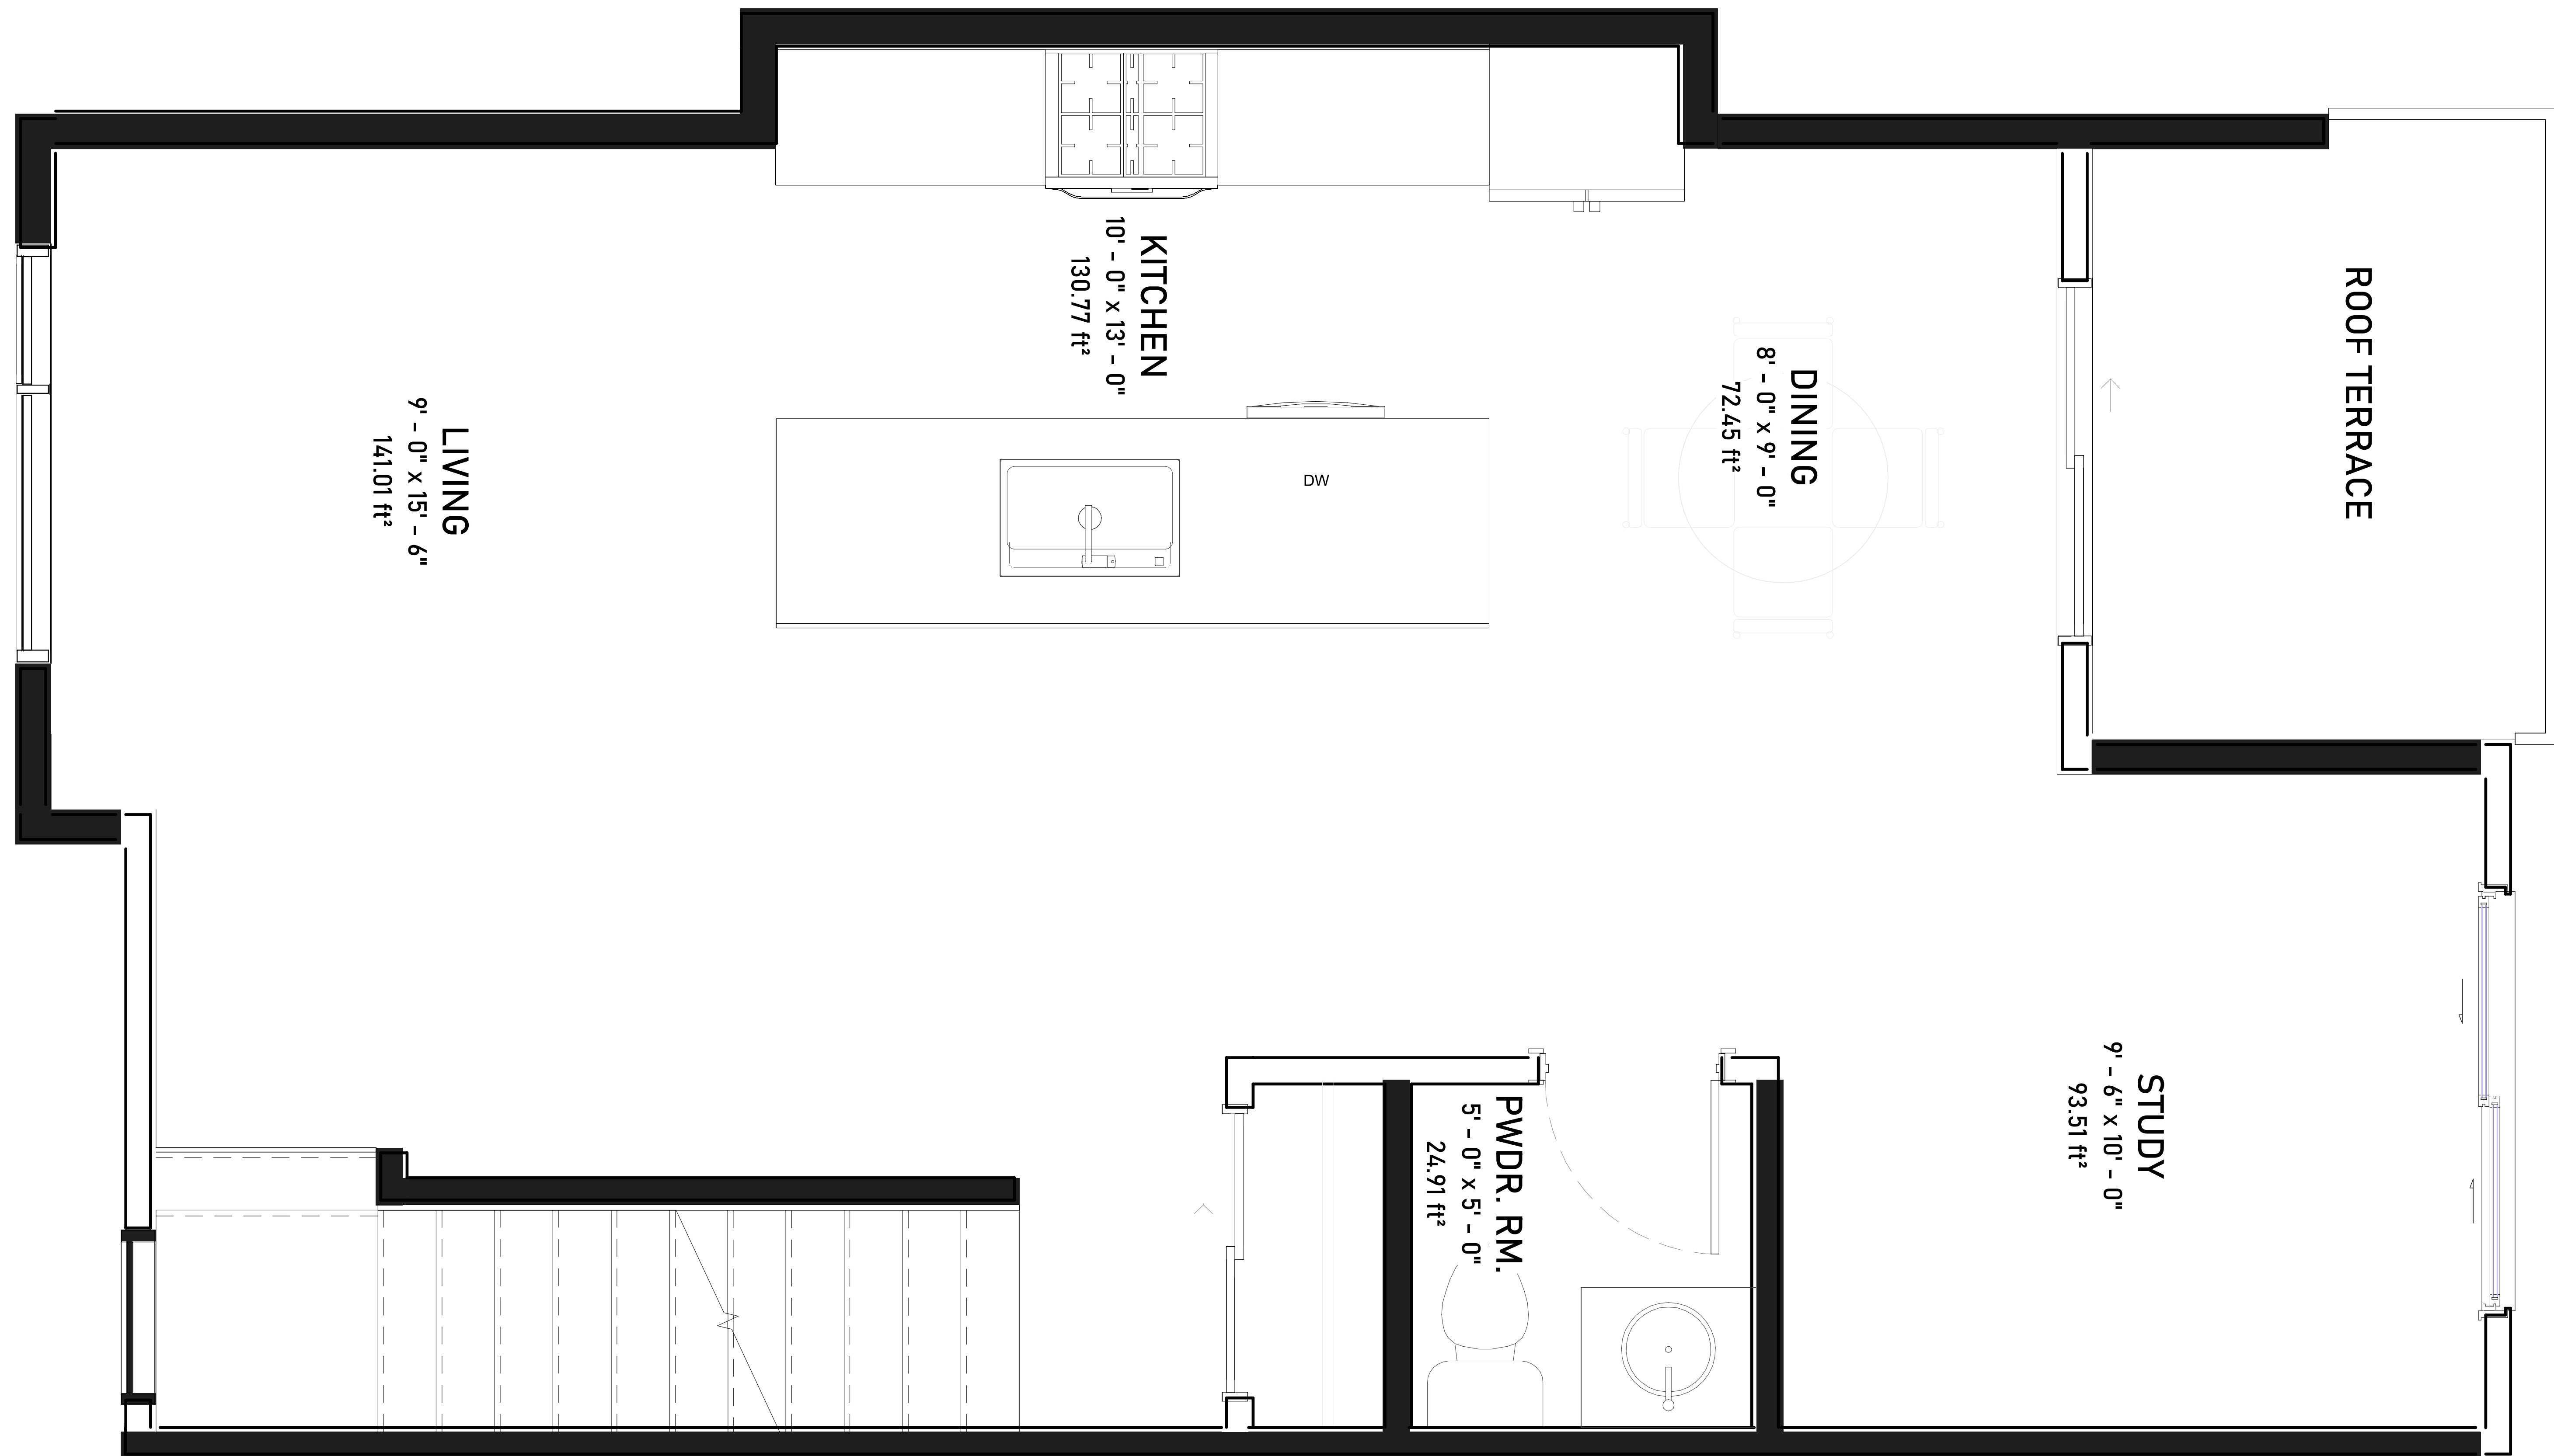 LIVING
9' - 0" x 15' - 6"
141.01 ft²
KITCHEN
10' - 0" x 13' - 0"
130.77 ft²
DW
DINING
8' - 0" x 9' - 0"
72.45 ft²
ROOF TERRACE
PWDR. RM.
5' - 0" x 5' - 0"
24.91 ft²
STUDY
9' - 6" x 10' - 0"
93.51 ft²